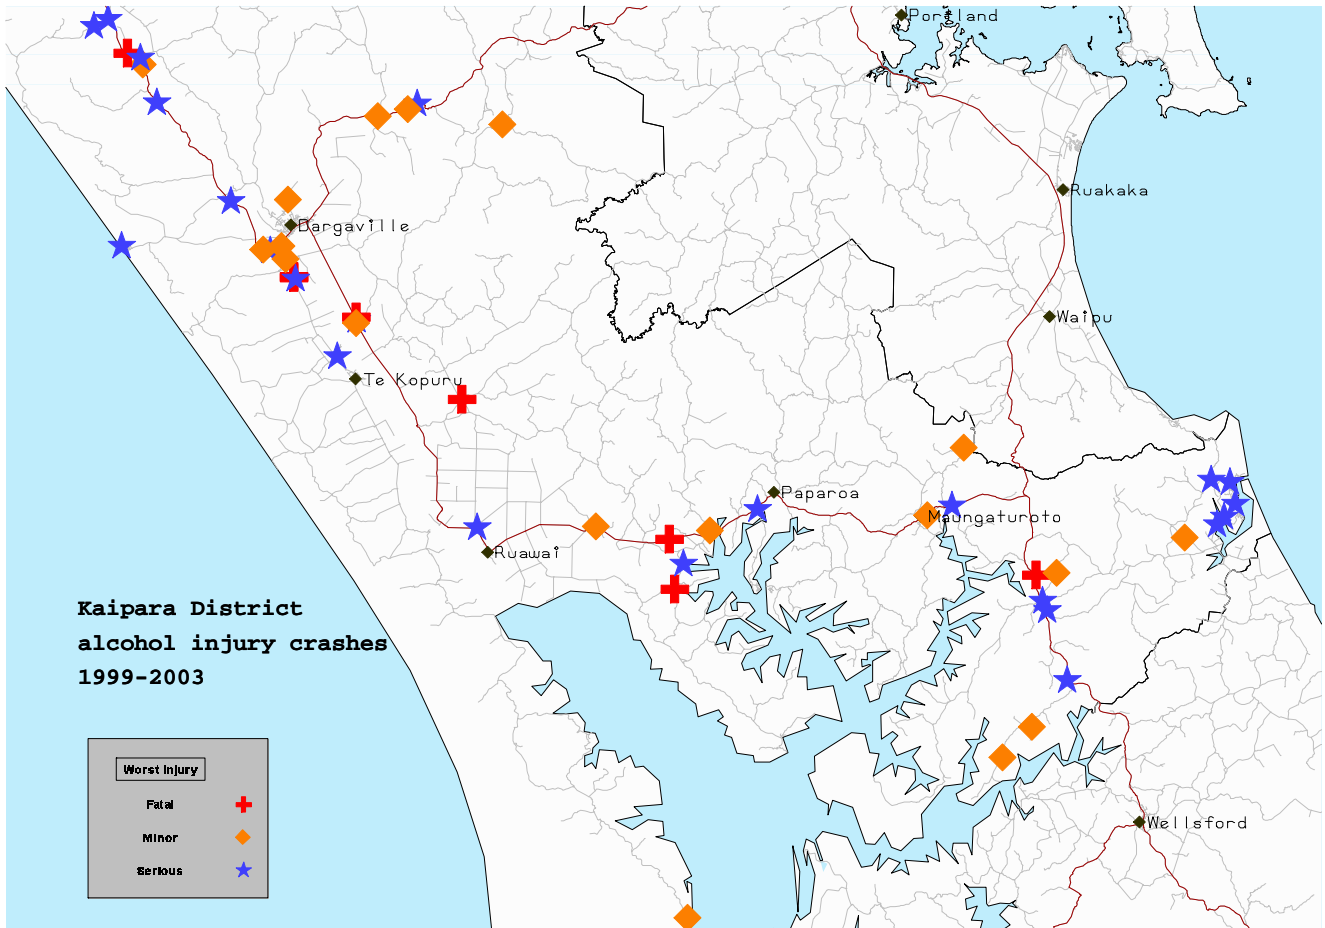 Portland
Ruakaka
Dargaville
Waipu
Te Kopuru
Paparoa
Maungaturoto
Ruawai
Kaipara District
alcohol injury crashes
1999-2003
Worst Injury
Fatal
Minor
Serious
Wellsford